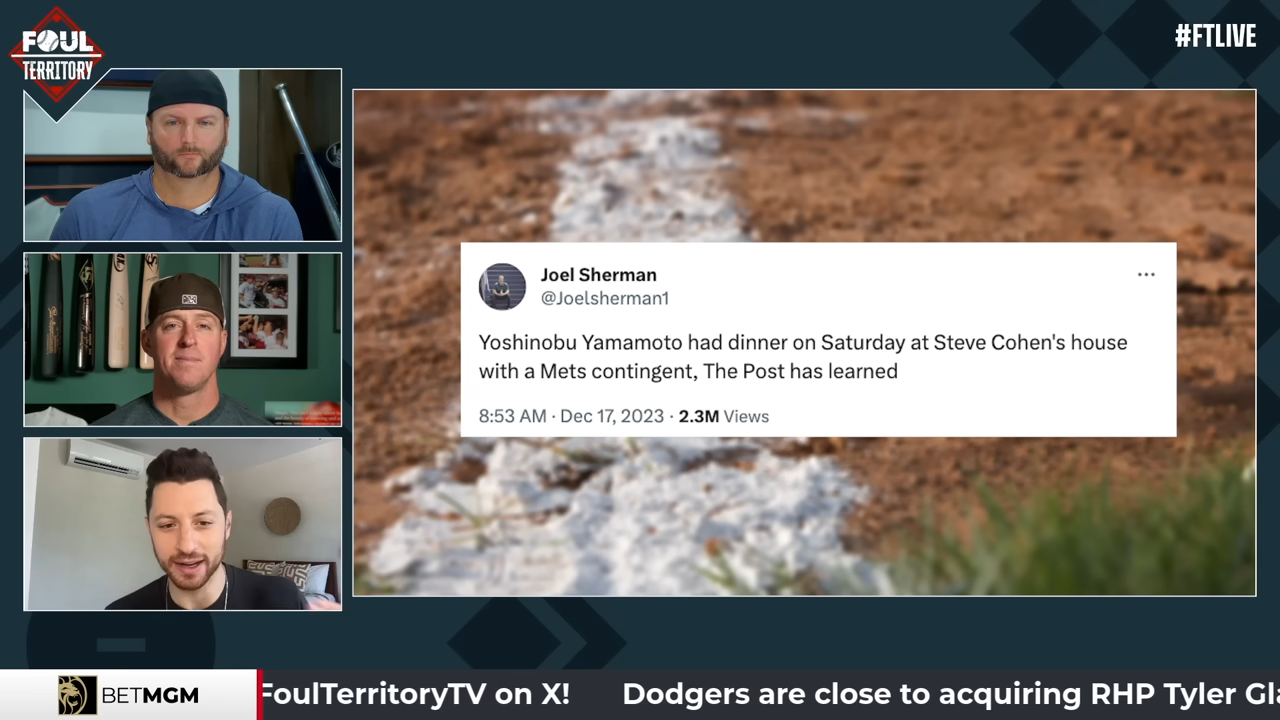 FOUL
TERRITORY
#FTLIVE
Joel Sherman
@Joelsherman1
Yoshinobu Yamamoto had dinner on Saturday at Steve Cohen's house
with a Mets contingent, The Post has learned
8:53 AM · Dec 17, 2023 · 2.3M Views
BETMGM
FoulTerritoryTV on X! Dodgers are close to acquiring RHP Tyler Gla